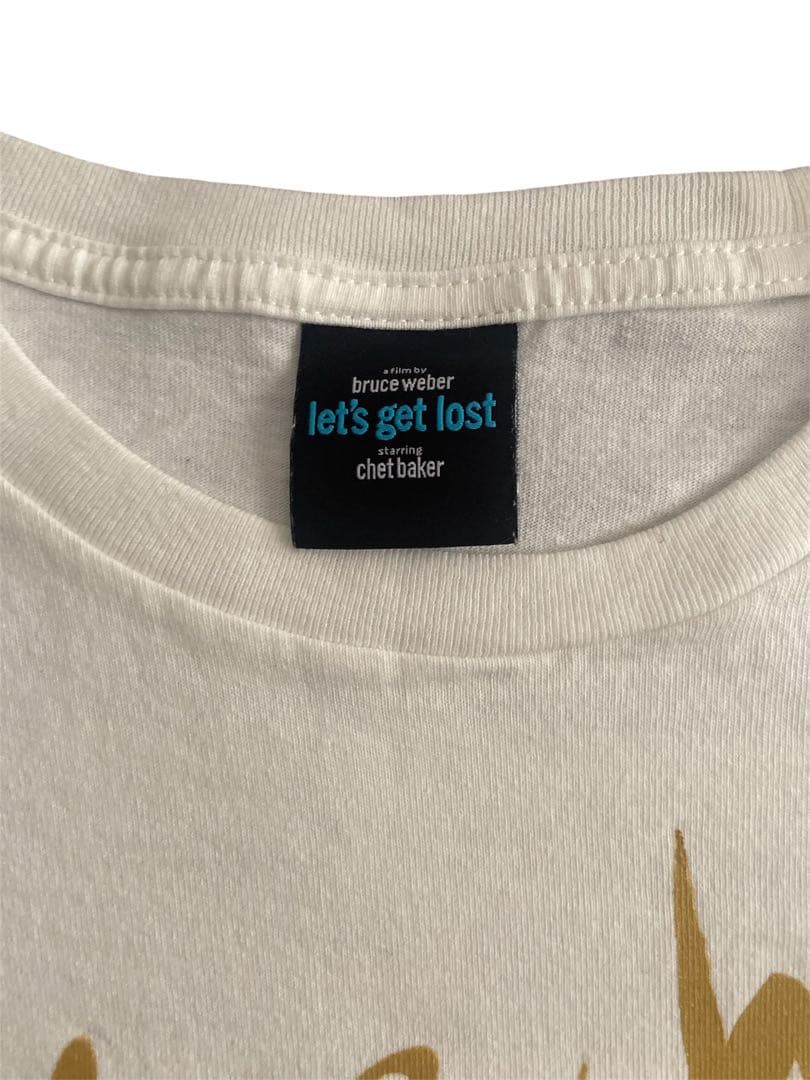 a film by
bruce weber
let's get lost
starring
chet baker